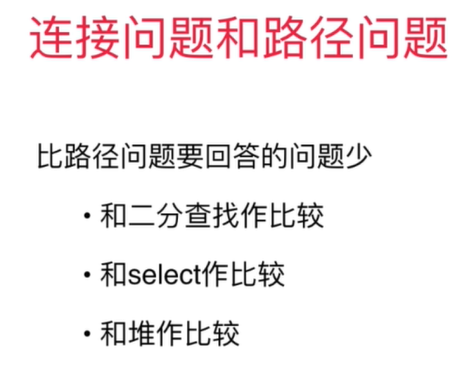 连接问题和路径问题
比路径问题要回答的问题少
• 和二分查找作比较
• 和select作比较
• 和堆作比较